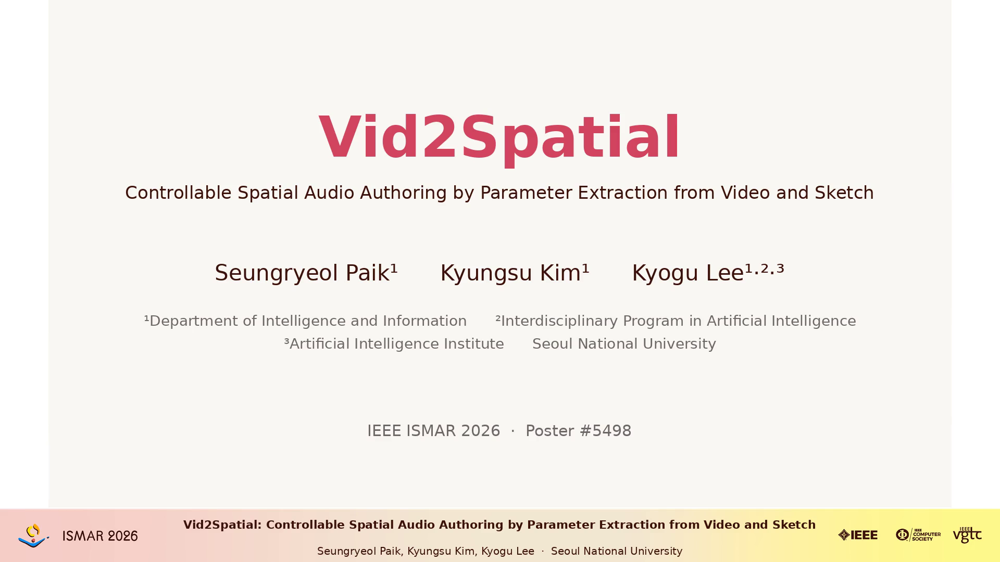 Vid2Spatial
Controllable Spatial Audio Authoring by Parameter Extraction from Video and Sketch
Seungryeol Paik¹ Kyungsu Kim¹ Kyogu Lee¹·²·³
¹Department of Intelligence and Information ²Interdisciplinary Program in Artificial Intelligence
³Artificial Intelligence Institute Seoul National University
IEEE ISMAR 2026 · Poster #5498
ISMAR 2026
Vid2Spatial: Controllable Spatial Audio Authoring by Parameter Extraction from Video and Sketch
Seungryeol Paik, Kyungsu Kim, Kyogu Lee · Seoul National University
IEEE
IEEE COMPUTER SOCIETY
IEEE vgtc